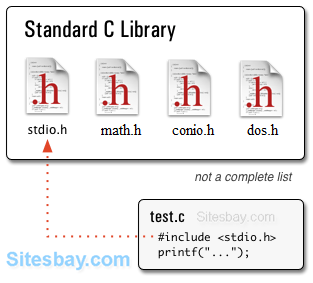 Standard C Library
.h .h .h .h
stdio.h math.h conio.h dos.h
not a complete list
test.c Sitesbay.com
#include <stdio.h>
printf("...");
Sitesbay.com